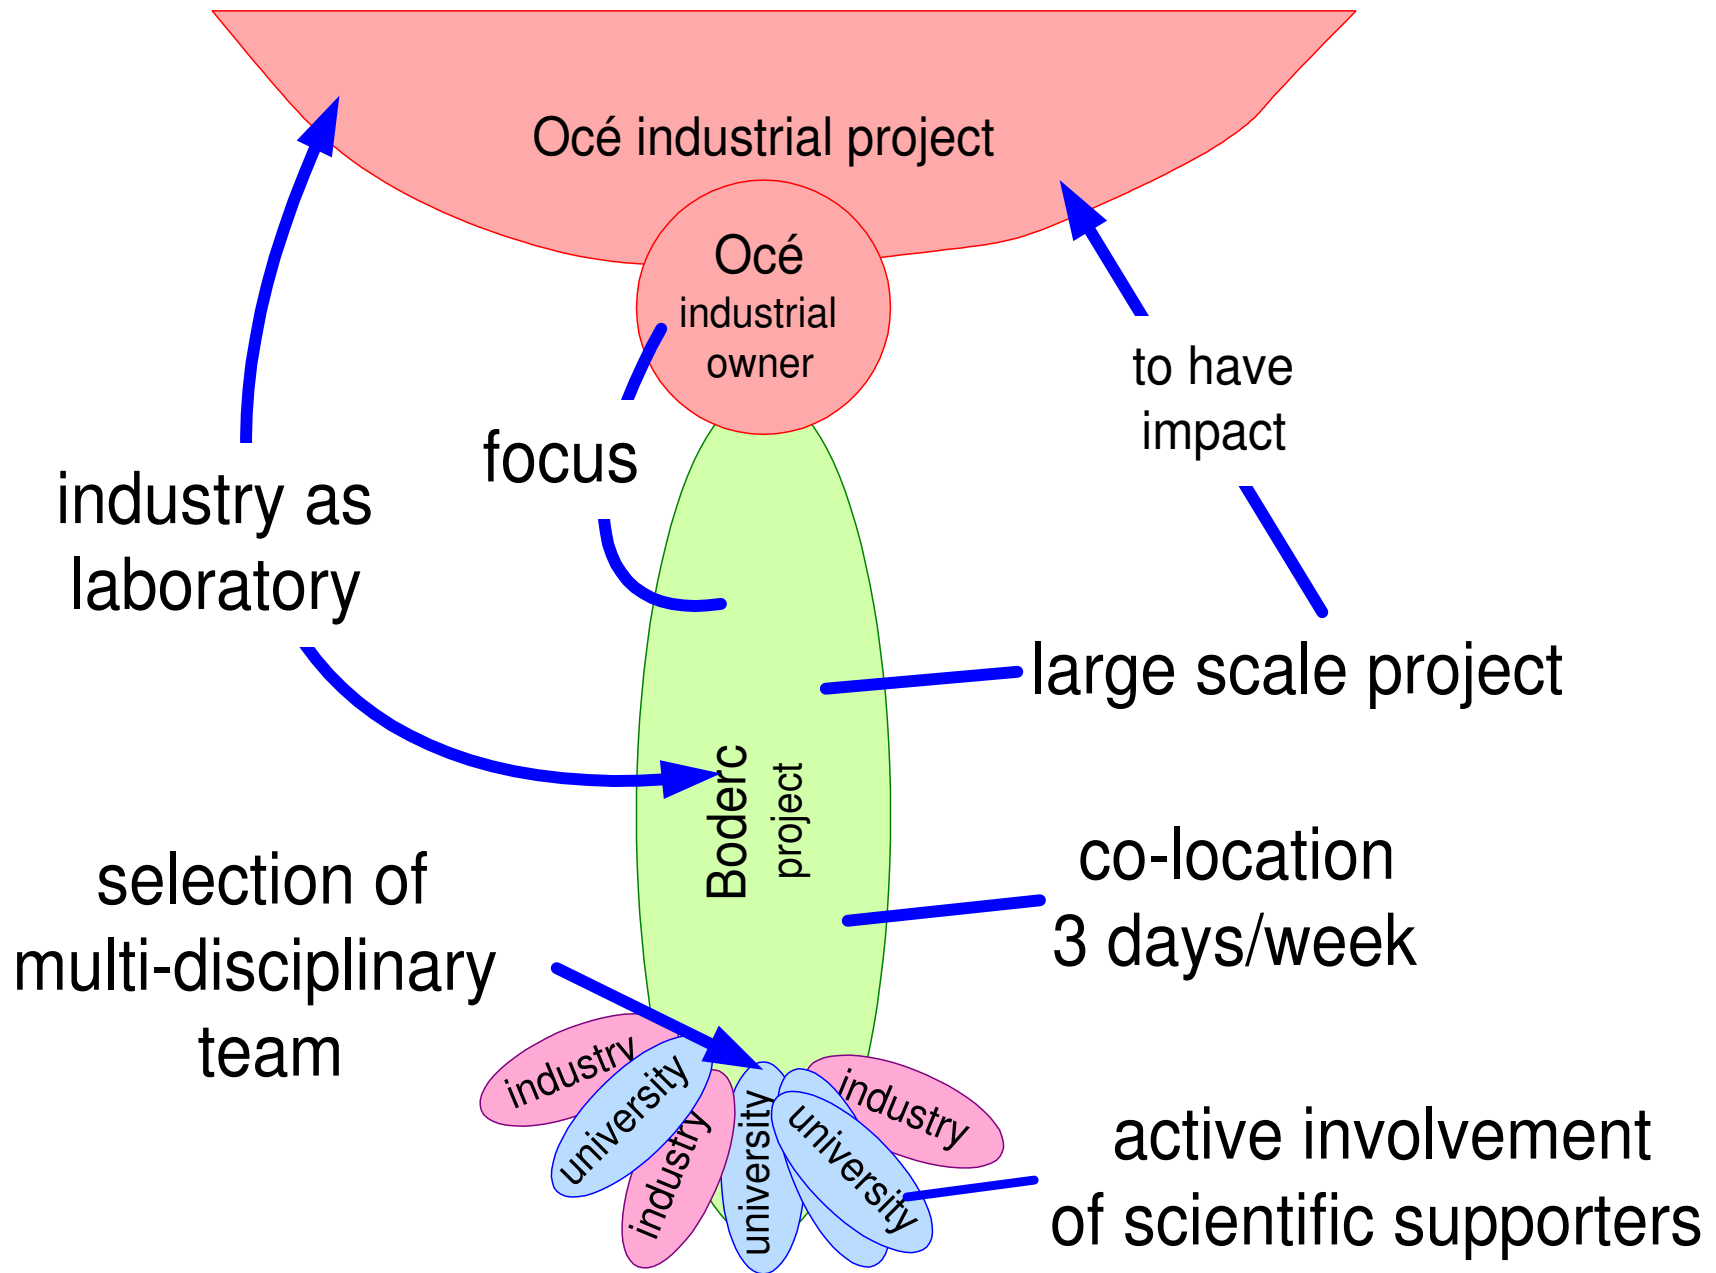 Océ industrial project
Océ
industrial
owner
to have
impact
focus
industry as
laboratory
large scale project
Boderc
project
co-location
3 days/week
selection of
multi-disciplinary
team
industry
university
industry
university
university
industry
active involvement
of scientific supporters